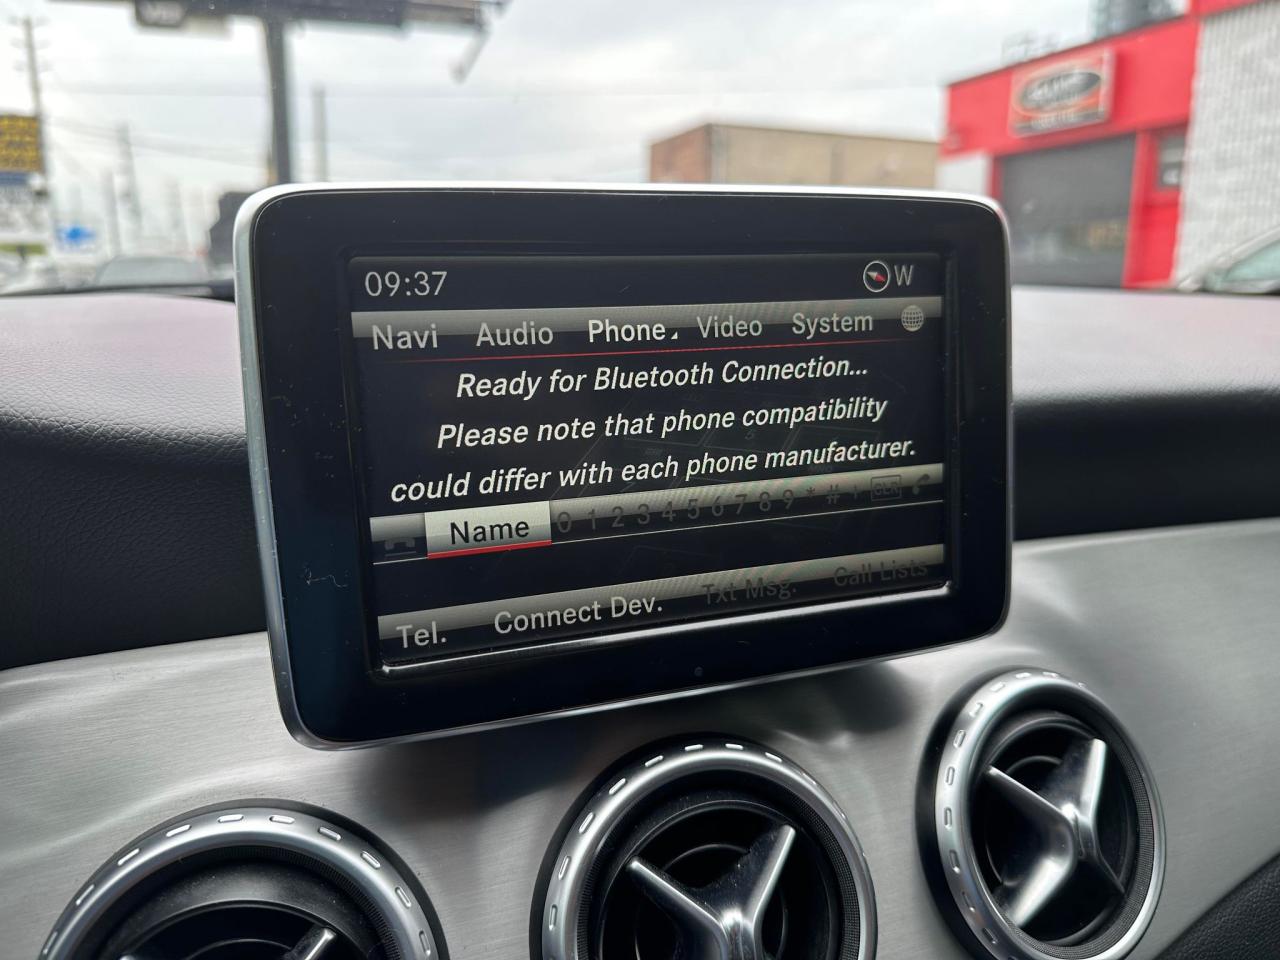 09:37 W
Navi Audio Phone Video System
Ready for Bluetooth Connection...
Please note that phone compatibility
could differ with each phone manufacturer.
Name 0 1 2 3 4 5 6 7 8 9 * # + CLR
Tel. Connect Dev. Txt Msg. Call Lists